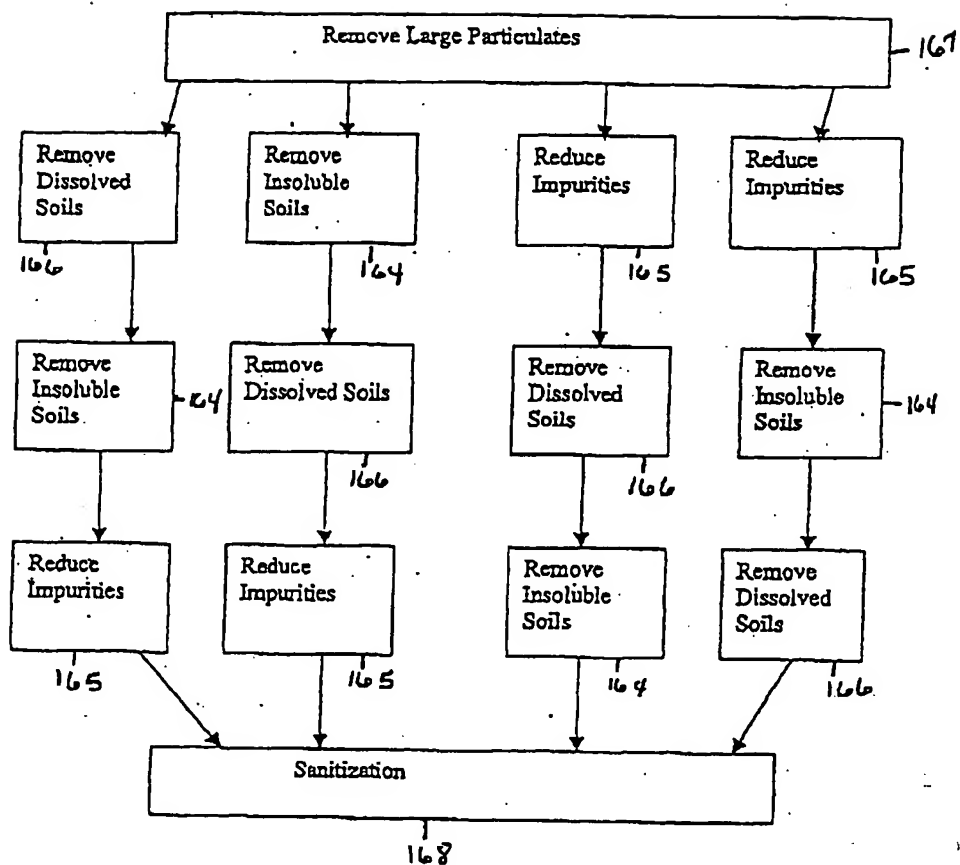 Remove Large Particulates
167
Remove
Dissolved
Soils
166
Remove
Insoluble
Soils
164
Reduce
Impurities
165
Reduce
Impurities
165
Remove
Insoluble
Soils
164
Remove
Dissolved Soils
166
Remove
Dissolved
Soils
166
Remove
Insoluble
Soils
164
Reduce
Impurities
165
Reduce
Impurities
165
Remove
Insoluble
Soils
164
Remove
Dissolved
Soils
166
Sanitization
168